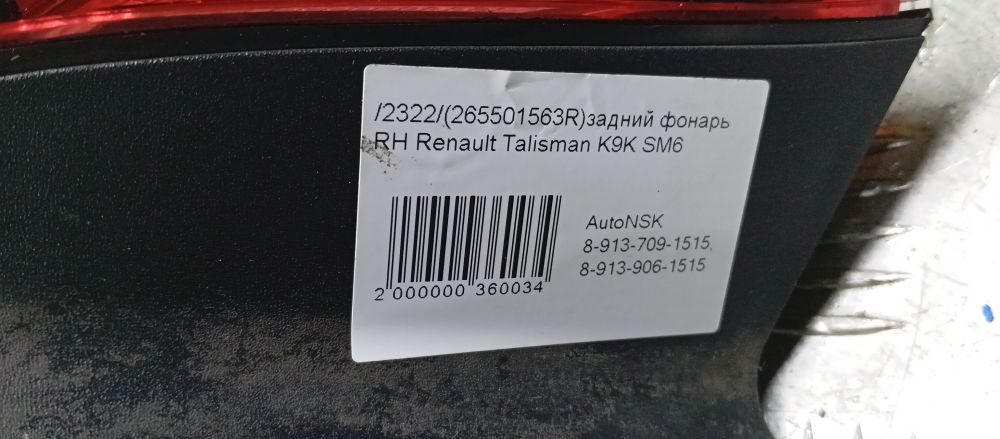 /2322/(265501563R)задний фонарь
RH Renault Talisman K9K SM6
AutoNSK
8-913-709-1515,
8-913-906-1515
2 000000 360034